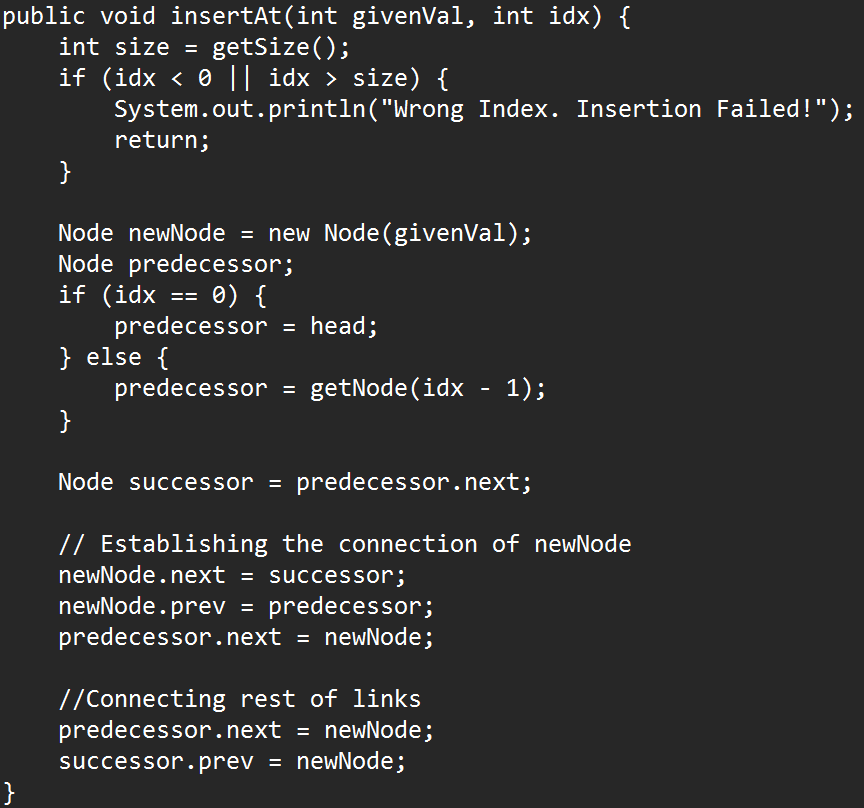 public void insertAt(int givenVal, int idx) {
    int size = getSize();
    if (idx < 0 || idx > size) {
        System.out.println("Wrong Index. Insertion Failed!");
        return;
    }

    Node newNode = new Node(givenVal);
    Node predecessor;
    if (idx == 0) {
        predecessor = head;
    } else {
        predecessor = getNode(idx - 1);
    }

    Node successor = predecessor.next;

    // Establishing the connection of newNode
    newNode.next = successor;
    newNode.prev = predecessor;
    predecessor.next = newNode;

    //Connecting rest of links
    predecessor.next = newNode;
    successor.prev = newNode;
}